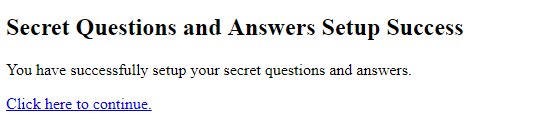 Secret Questions and Answers Setup Success
You have successfully setup your secret questions and answers.
Click here to continue.